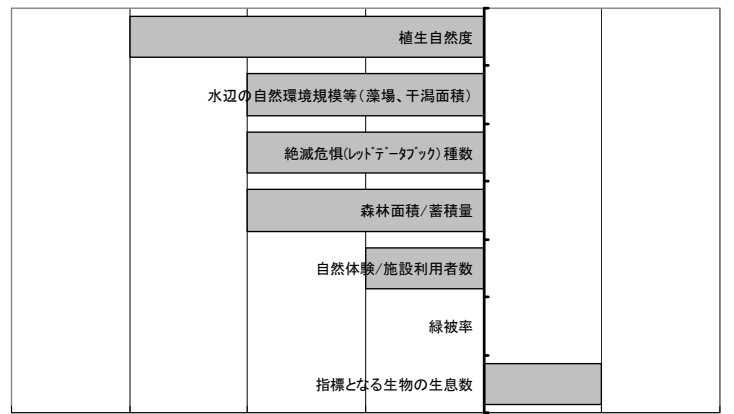 植生自然度
水辺の自然環境規模等（藻場、干潟面積）
絶滅危惧(ﾚｯﾄﾞﾃﾞｰﾀﾌﾞｯｸ)種数
森林面積/蓄積量
自然体験/施設利用者数
緑被率
指標となる生物の生息数